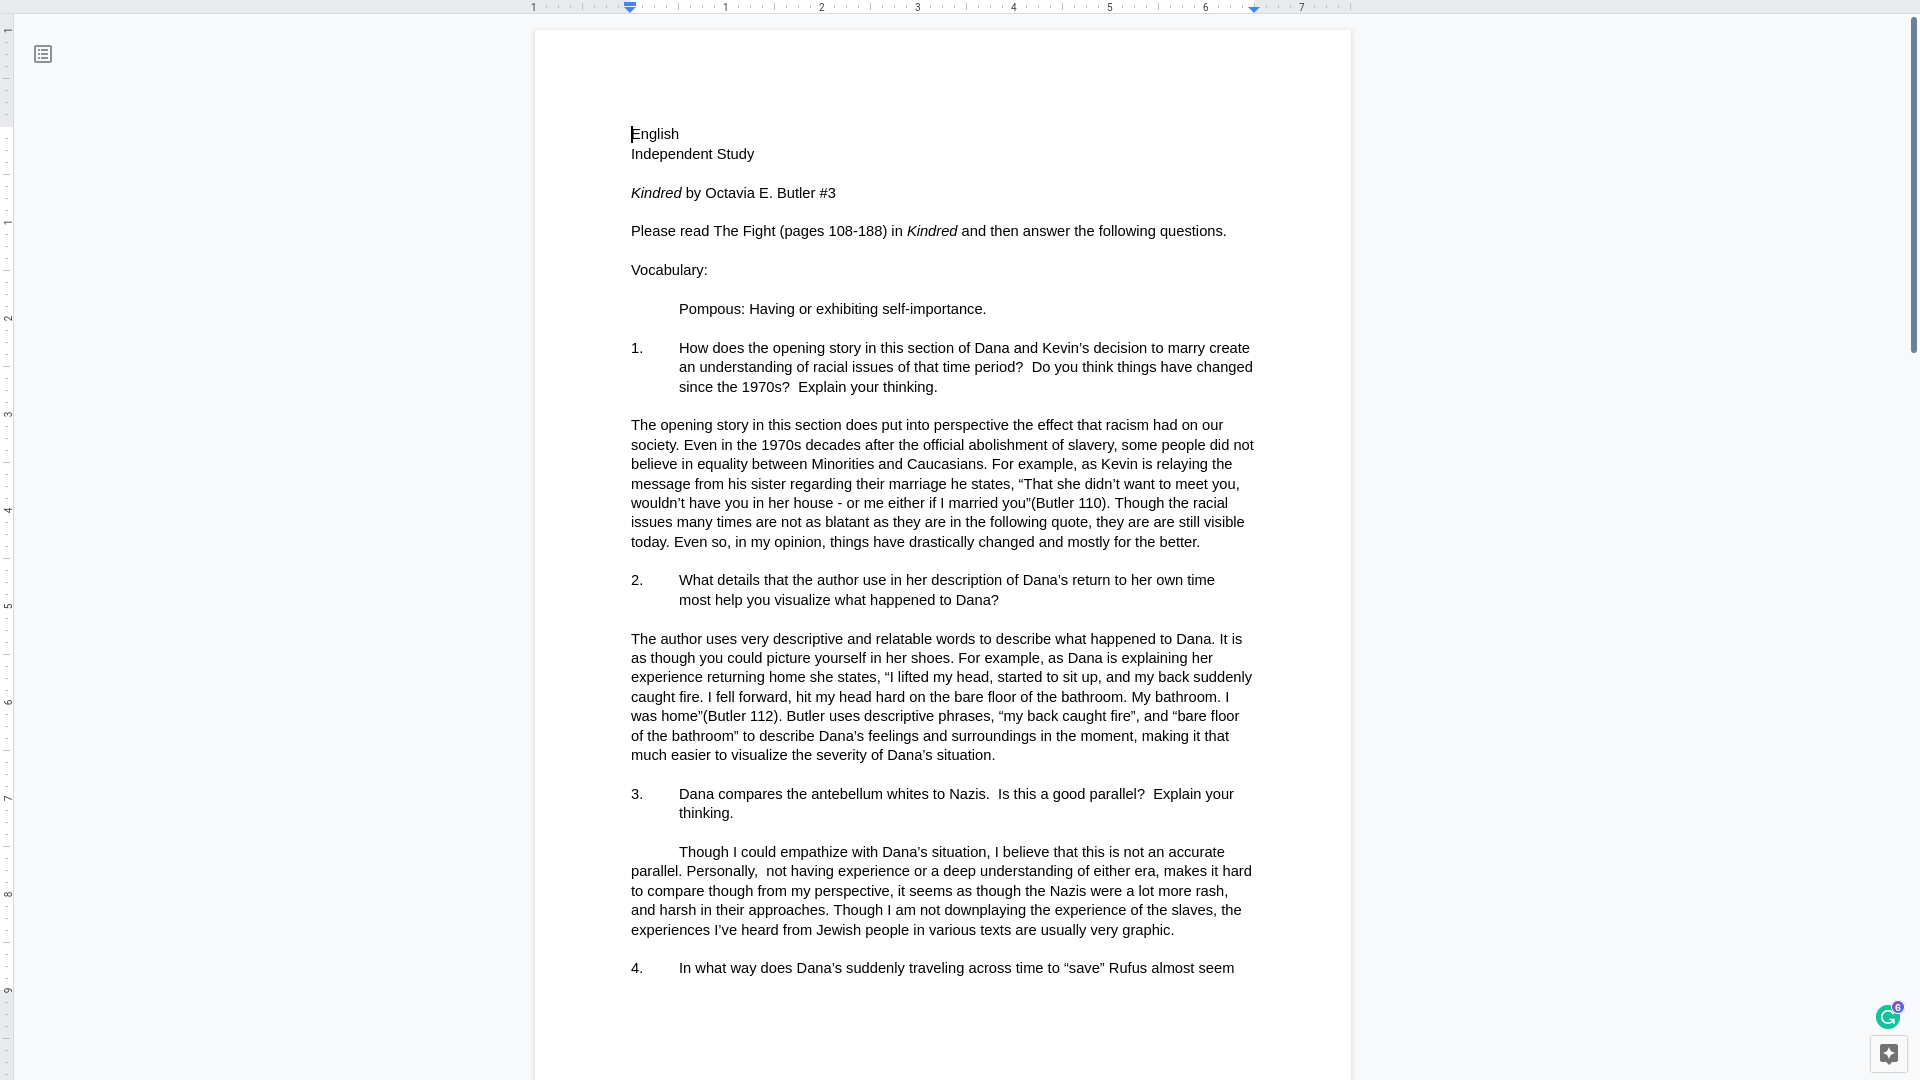 1 1 2 3 4 5 6 7
1
1
2
3
4
5
6
7
8
9
English
Independent Study
Kindred by Octavia E. Butler #3
Please read The Fight (pages 108-188) in Kindred and then answer the following questions.
Vocabulary:
Pompous: Having or exhibiting self-importance.
1. How does the opening story in this section of Dana and Kevin’s decision to marry create
an understanding of racial issues of that time period?  Do you think things have changed
since the 1970s?  Explain your thinking.
The opening story in this section does put into perspective the effect that racism had on our
society. Even in the 1970s decades after the official abolishment of slavery, some people did not
believe in equality between Minorities and Caucasians. For example, as Kevin is relaying the
message from his sister regarding their marriage he states, “That she didn’t want to meet you,
wouldn’t have you in her house - or me either if I married you”(Butler 110). Though the racial
issues many times are not as blatant as they are in the following quote, they are are still visible
today. Even so, in my opinion, things have drastically changed and mostly for the better.
2. What details that the author use in her description of Dana’s return to her own time
most help you visualize what happened to Dana?
The author uses very descriptive and relatable words to describe what happened to Dana. It is
as though you could picture yourself in her shoes. For example, as Dana is explaining her
experience returning home she states, “I lifted my head, started to sit up, and my back suddenly
caught fire. I fell forward, hit my head hard on the bare floor of the bathroom. My bathroom. I
was home”(Butler 112). Butler uses descriptive phrases, “my back caught fire”, and “bare floor
of the bathroom” to describe Dana’s feelings and surroundings in the moment, making it that
much easier to visualize the severity of Dana’s situation.
3. Dana compares the antebellum whites to Nazis.  Is this a good parallel?  Explain your
thinking.
Though I could empathize with Dana’s situation, I believe that this is not an accurate
parallel. Personally,  not having experience or a deep understanding of either era, makes it hard
to compare though from my perspective, it seems as though the Nazis were a lot more rash,
and harsh in their approaches. Though I am not downplaying the experience of the slaves, the
experiences I’ve heard from Jewish people in various texts are usually very graphic.
4. In what way does Dana’s suddenly traveling across time to “save” Rufus almost seem
6